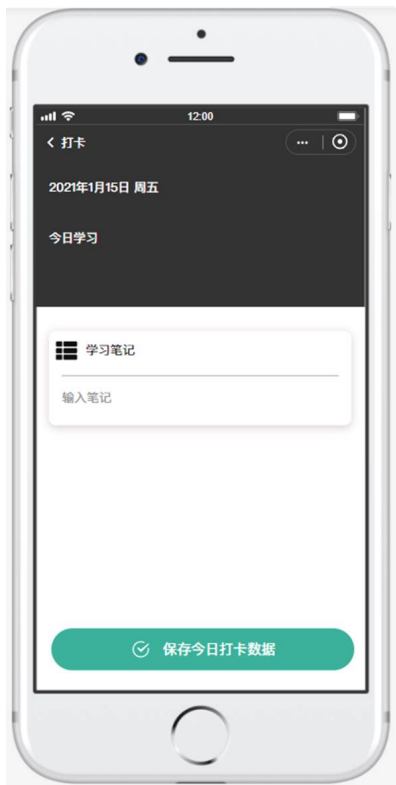 12:00
打卡
2021年1月15日 周五
今日学习
学习笔记
输入笔记
保存今日打卡数据